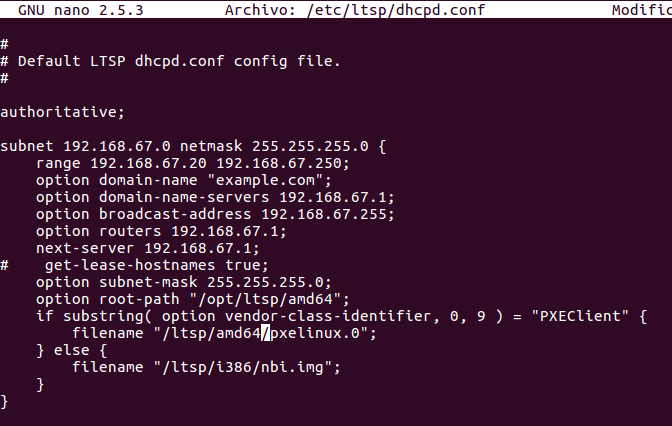 GNU nano 2.5.3 Archivo: /etc/ltsp/dhcpd.conf Modific
#
# Default LTSP dhcpd.conf config file.
#
authoritative;
subnet 192.168.67.0 netmask 255.255.255.0 {
range 192.168.67.20 192.168.67.250;
option domain-name "example.com";
option domain-name-servers 192.168.67.1;
option broadcast-address 192.168.67.255;
option routers 192.168.67.1;
next-server 192.168.67.1;
# get-lease-hostnames true;
option subnet-mask 255.255.255.0;
option root-path "/opt/ltsp/amd64";
if substring( option vendor-class-identifier, 0, 9 ) = "PXEClient" {
filename "/ltsp/amd64/pxelinux.0";
} else {
filename "/ltsp/i386/nbi.img";
}
}